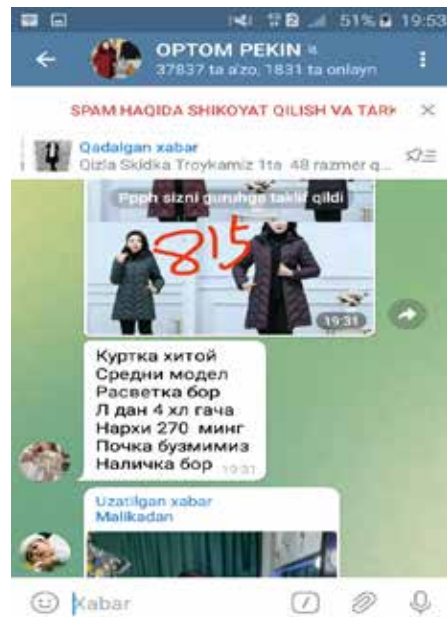 51% 19:53
OPTOM PEKIN
37837 ta a'zo, 1831 ta onlayn
SPAM HAQIDA SHIKOYAT QILISH VA TARK
Qadalgan xabar
Qizla Skidka Troykamiz 1ta 48 razmer q...
Ppph sizni guruhga taklif qildi
815
19:31
Куртка хитой
Средни модел
Расветка бор
Л дан 4 хл гача
Нархи 270 минг
Почка бузмимиз
Наличка бор 19:31
Uzatilgan xabar
Malikadan
Xabar